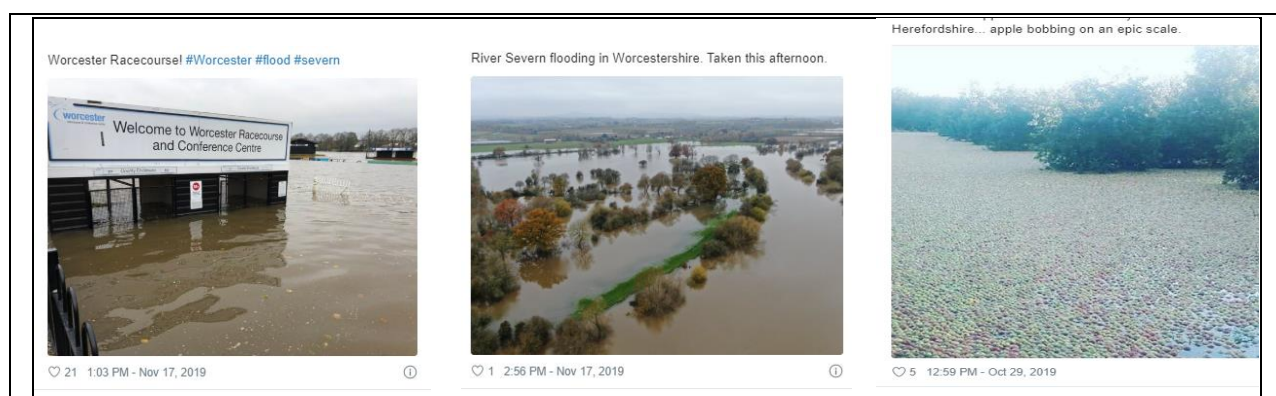 Worcester Racecourse! #Worcester #flood #severn
worcester
Welcome to Worcester Racecourse
and Conference Centre
21 1:03 PM - Nov 17, 2019
River Severn flooding in Worcestershire. Taken this afternoon.
1 2:56 PM - Nov 17, 2019
Herefordshire... apple bobbing on an epic scale.
5 12:59 PM - Oct 29, 2019